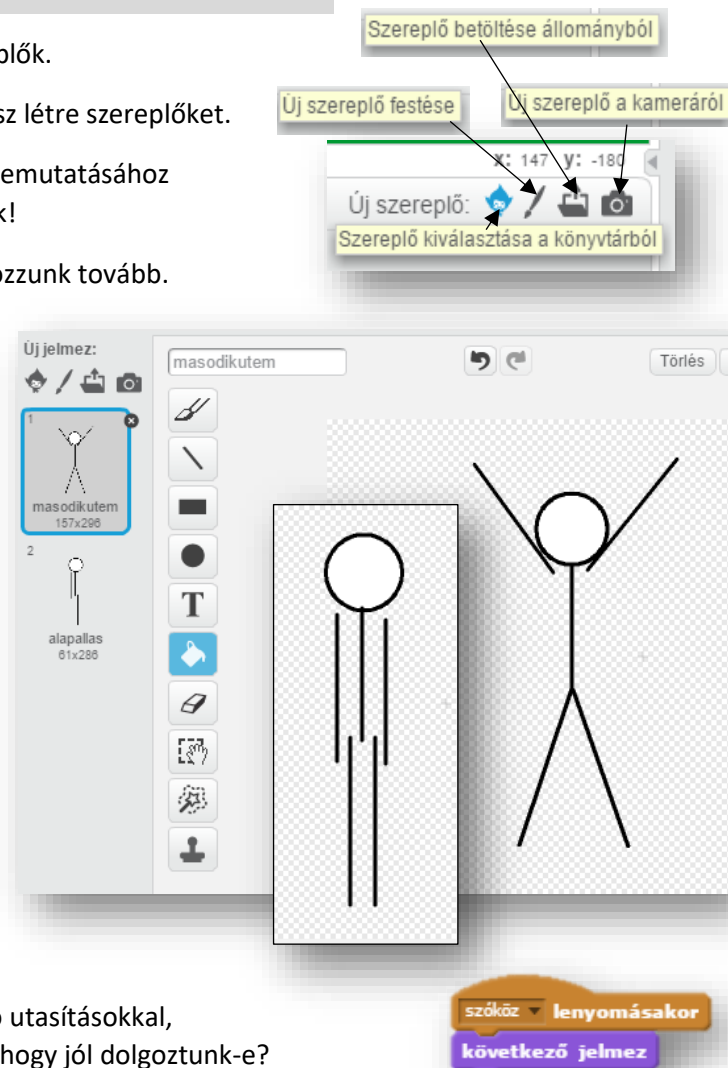 Szereplő betöltése állományból
plők.
Új szereplő festése
Új szereplő a kameráról
sz létre szereplőket.
x: 147 y: -180
emutatásához
k!
Új szereplő:
Szereplő kiválasztása a könyvtárból
ozzunk tovább.
Új jelmez:
masodikutem
Törlés
1
masodikutem
157x296
T
2
alapallas
61x286
ó utasításokkal,
hogy jól dolgoztunk-e?
szóköz lenyomásakor
következő jelmez